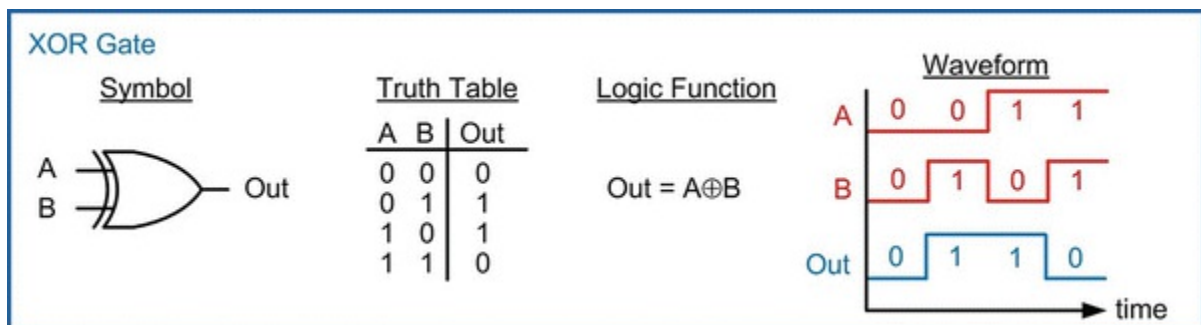 XOR Gate
Symbol
A
B
Out
Truth Table
A B Out
0 0 0
0 1 1
1 0 1
1 1 0
Logic Function
Out = A⊕B
Waveform
A 0 0 1 1
B 0 1 0 1
Out 0 1 1 0
time